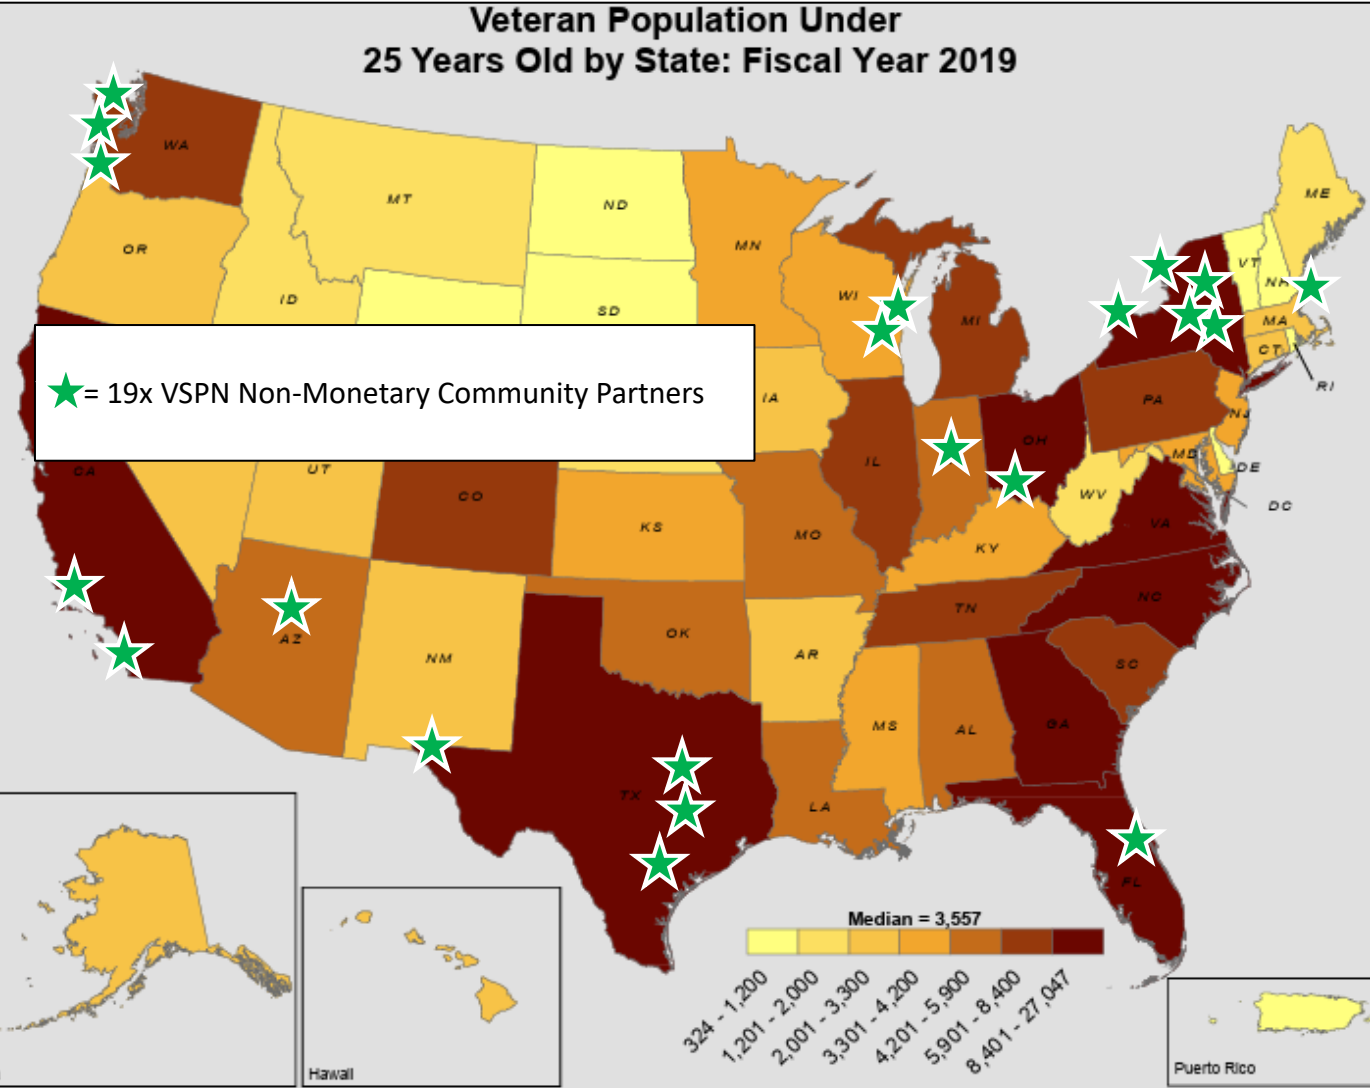 Veteran Population Under
25 Years Old by State: Fiscal Year 2019
WA
MT
ND
MN
ME
OR
ID
SD
WI
MI
VT
NH
MA
CT
RI
= 19x VSPN Non-Monetary Community Partners
IA
PA
NJ
OH
IL
MD
DE
CA
UT
CO
WV
DC
KS
MO
VA
KY
NC
TN
AZ
NM
OK
AR
SC
MS
AL
GA
TX
LA
FL
Median = 3,557
324 - 1,200
1,201 - 2,000
2,001 - 3,300
3,301 - 4,200
4,201 - 5,900
5,901 - 8,400
8,401 - 27,047
Hawaii
Puerto Rico